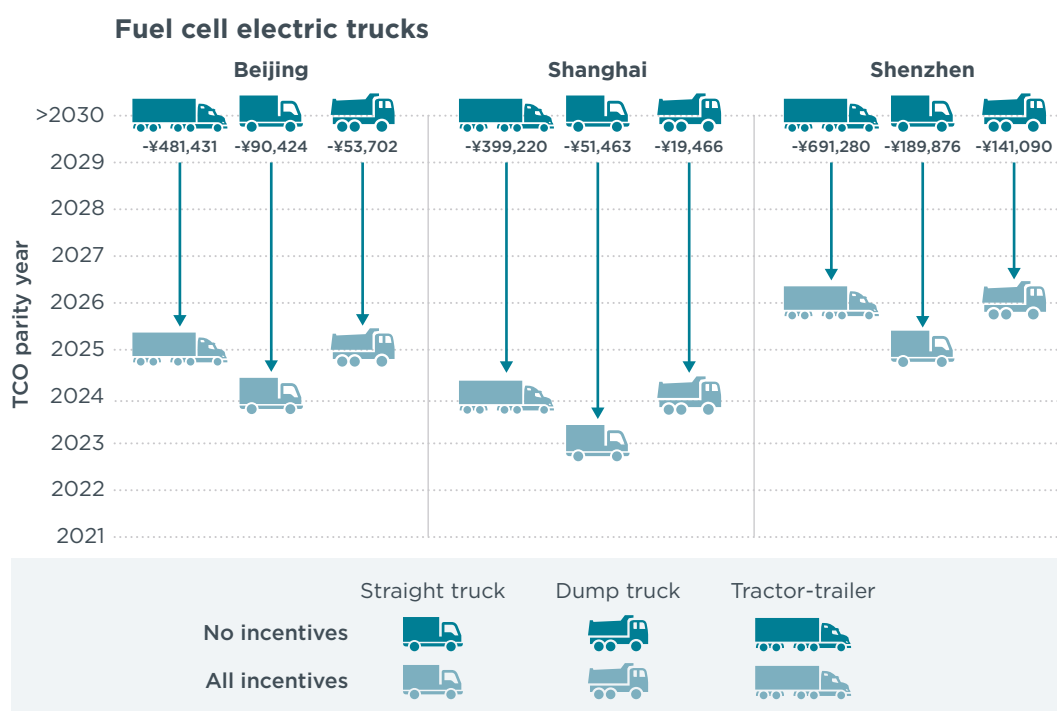 Fuel cell electric trucks
Beijing Shanghai Shenzhen
>2030
-¥481,431 -¥90,424 -¥53,702 -¥399,220 -¥51,463 -¥19,466 -¥691,280 -¥189,876 -¥141,090
2029
2028
2027
2026
2025
2024
2023
2022
2021
TCO parity year
Straight truck Dump truck Tractor-trailer
No incentives
All incentives